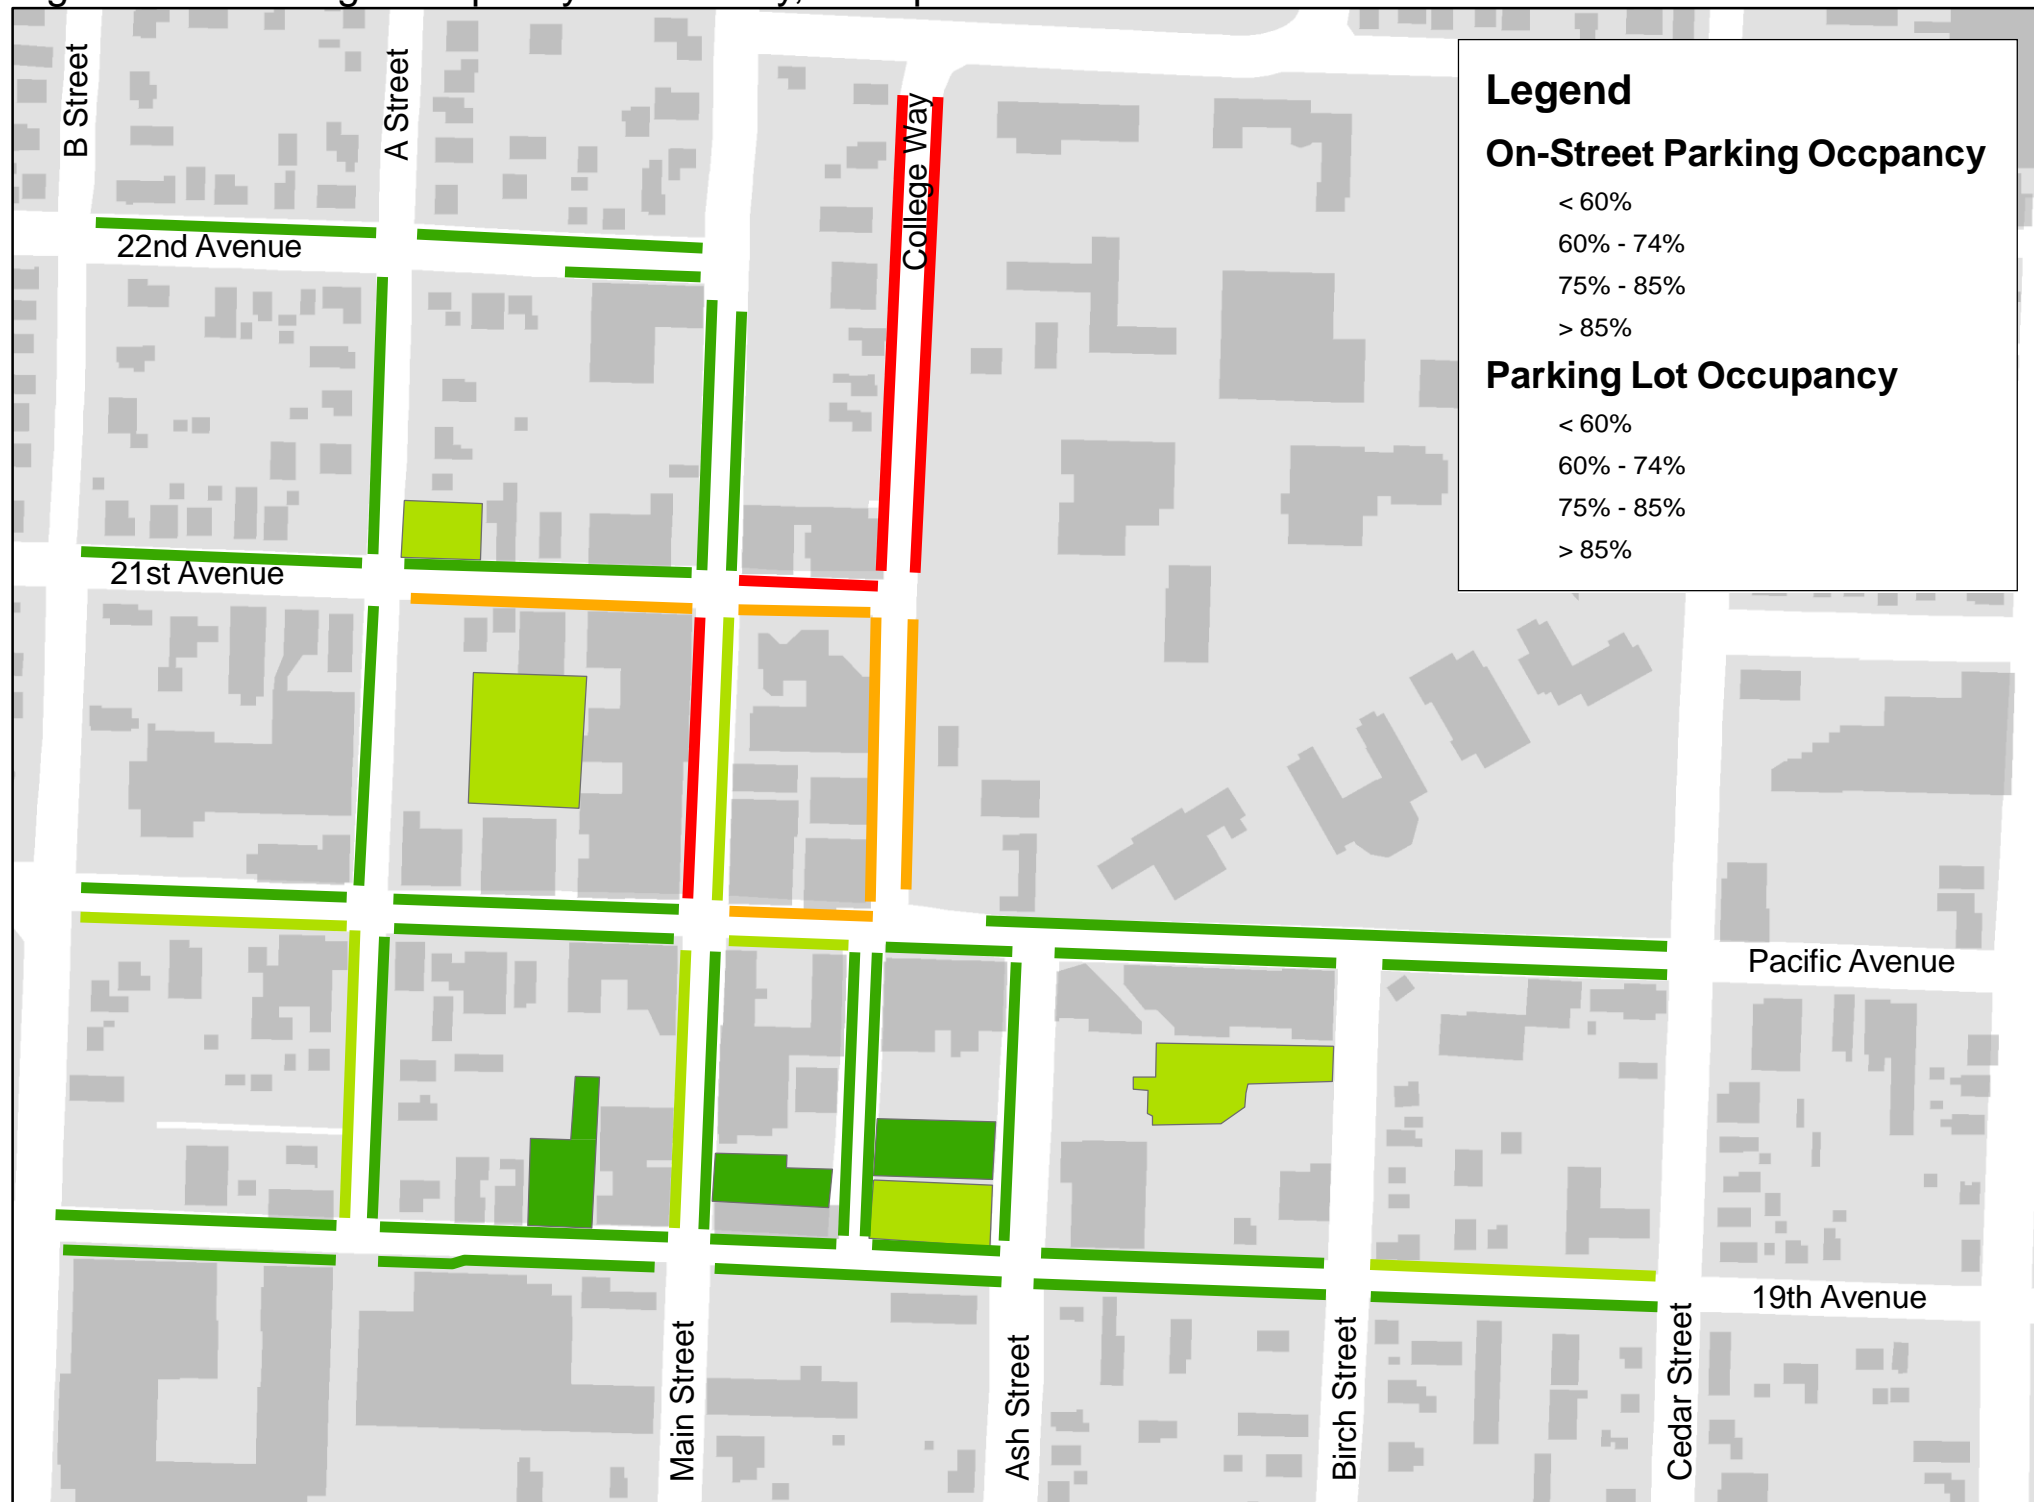 B Street
A Street
College Way
22nd Avenue
21st Avenue
Pacific Avenue
19th Avenue
Main Street
Ash Street
Birch Street
Cedar Street
Legend
On-Street Parking Occpancy
< 60%
60% - 74%
75% - 85%
> 85%
Parking Lot Occupancy
< 60%
60% - 74%
75% - 85%
> 85%